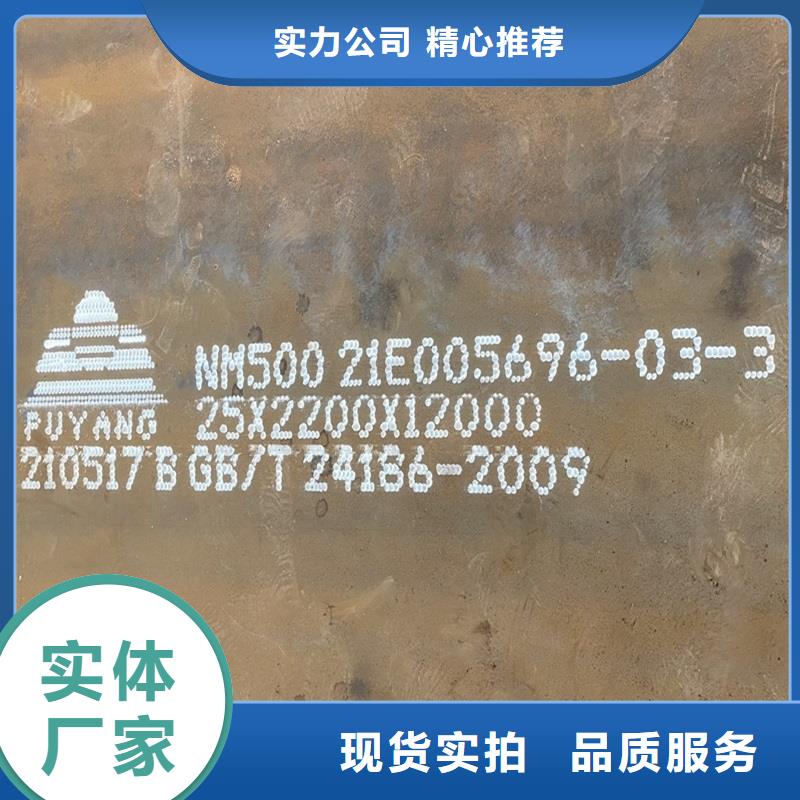 实力公司 精心推荐
NM500 21E005696-03-3
FUYANG 25X2200X12000
210517B GB/T 24186-2009
实体
厂家
现货实拍 品质服务